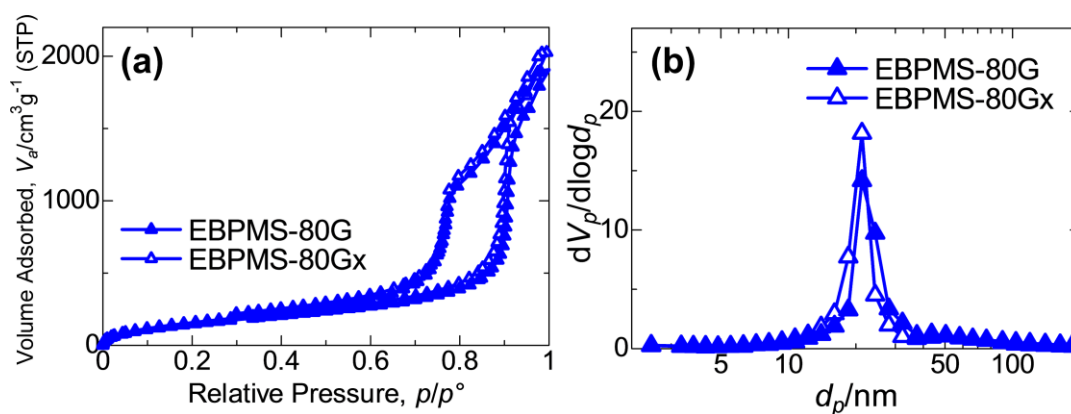 (a)
Volume Adsorbed, Vₐ/cm³g⁻¹ (STP)
2000
1000
0
EBPMS-80G
EBPMS-80Gx
0 0.2 0.4 0.6 0.8 1
Relative Pressure, p/p°
(b)
dVₚ/dlogdₚ
20
10
0
EBPMS-80G
EBPMS-80Gx
5 10 50 100
dₚ/nm